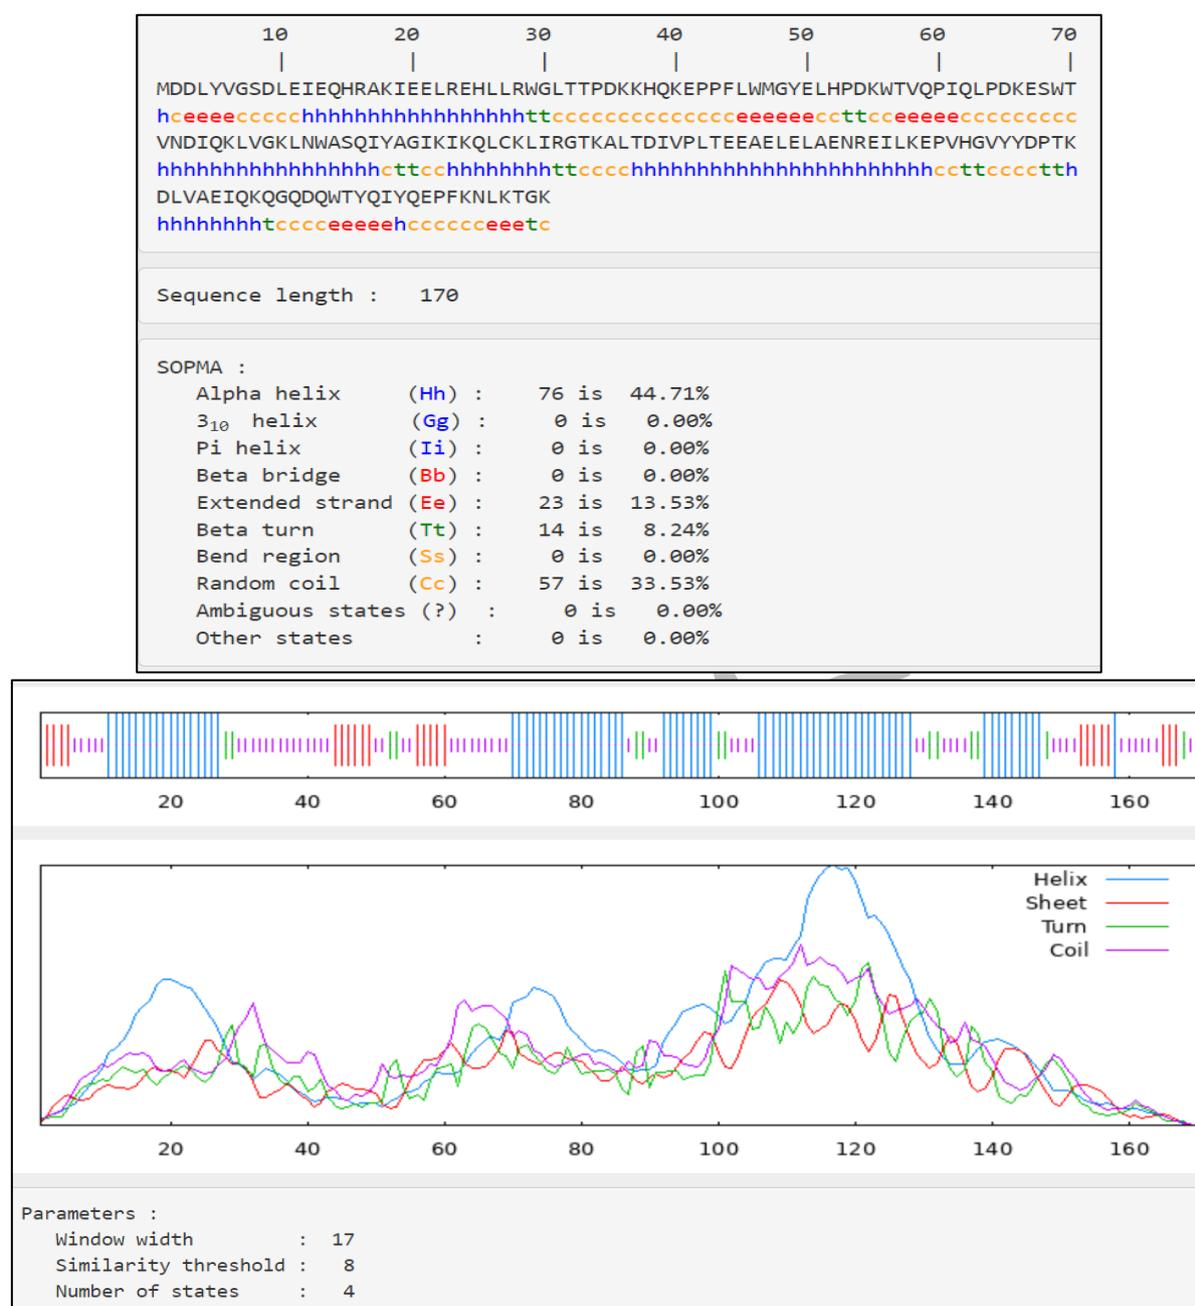 10 20 30 40 50 60 70
| | | | | | |
MDDLYVGSDLEIEQHRAKIEELREHLLRWGLTTPDKKHQKEPPFLWMGYELHPDKWTVQPIQLPDKESWT
hceeeeccccchhhhhhhhhhhhhhhhhttcccccccccccccceeeeeeccttcceeeeeccccccccc
VNDIQKLVGKLNWASQIYAGIKIKQLCKLIRGTKALTDIVPLTEEAELELAENREILKEPVHGVYYDPTK
hhhhhhhhhhhhhhhhhcttcchhhhhhhhttcccchhhhhhhhhhhhhhhhhhhhhhhccttcccctth
DLVAEIQKQGQDQWTYQIYQEPFKNLKTGK
hhhhhhhhtcccceeeeehcccccceeetc
Sequence length : 170
SOPMA :
Alpha helix (Hh) : 76 is 44.71%
3₁₀ helix (Gg) : 0 is 0.00%
Pi helix (Ii) : 0 is 0.00%
Beta bridge (Bb) : 0 is 0.00%
Extended strand (Ee) : 23 is 13.53%
Beta turn (Tt) : 14 is 8.24%
Bend region (Ss) : 0 is 0.00%
Random coil (Cc) : 57 is 33.53%
Ambiguous states (?) : 0 is 0.00%
Other states : 0 is 0.00%
20 40 60 80 100 120 140 160
Helix
Sheet
Turn
Coil
20 40 60 80 100 120 140 160
Parameters :
Window width : 17
Similarity threshold : 8
Number of states : 4